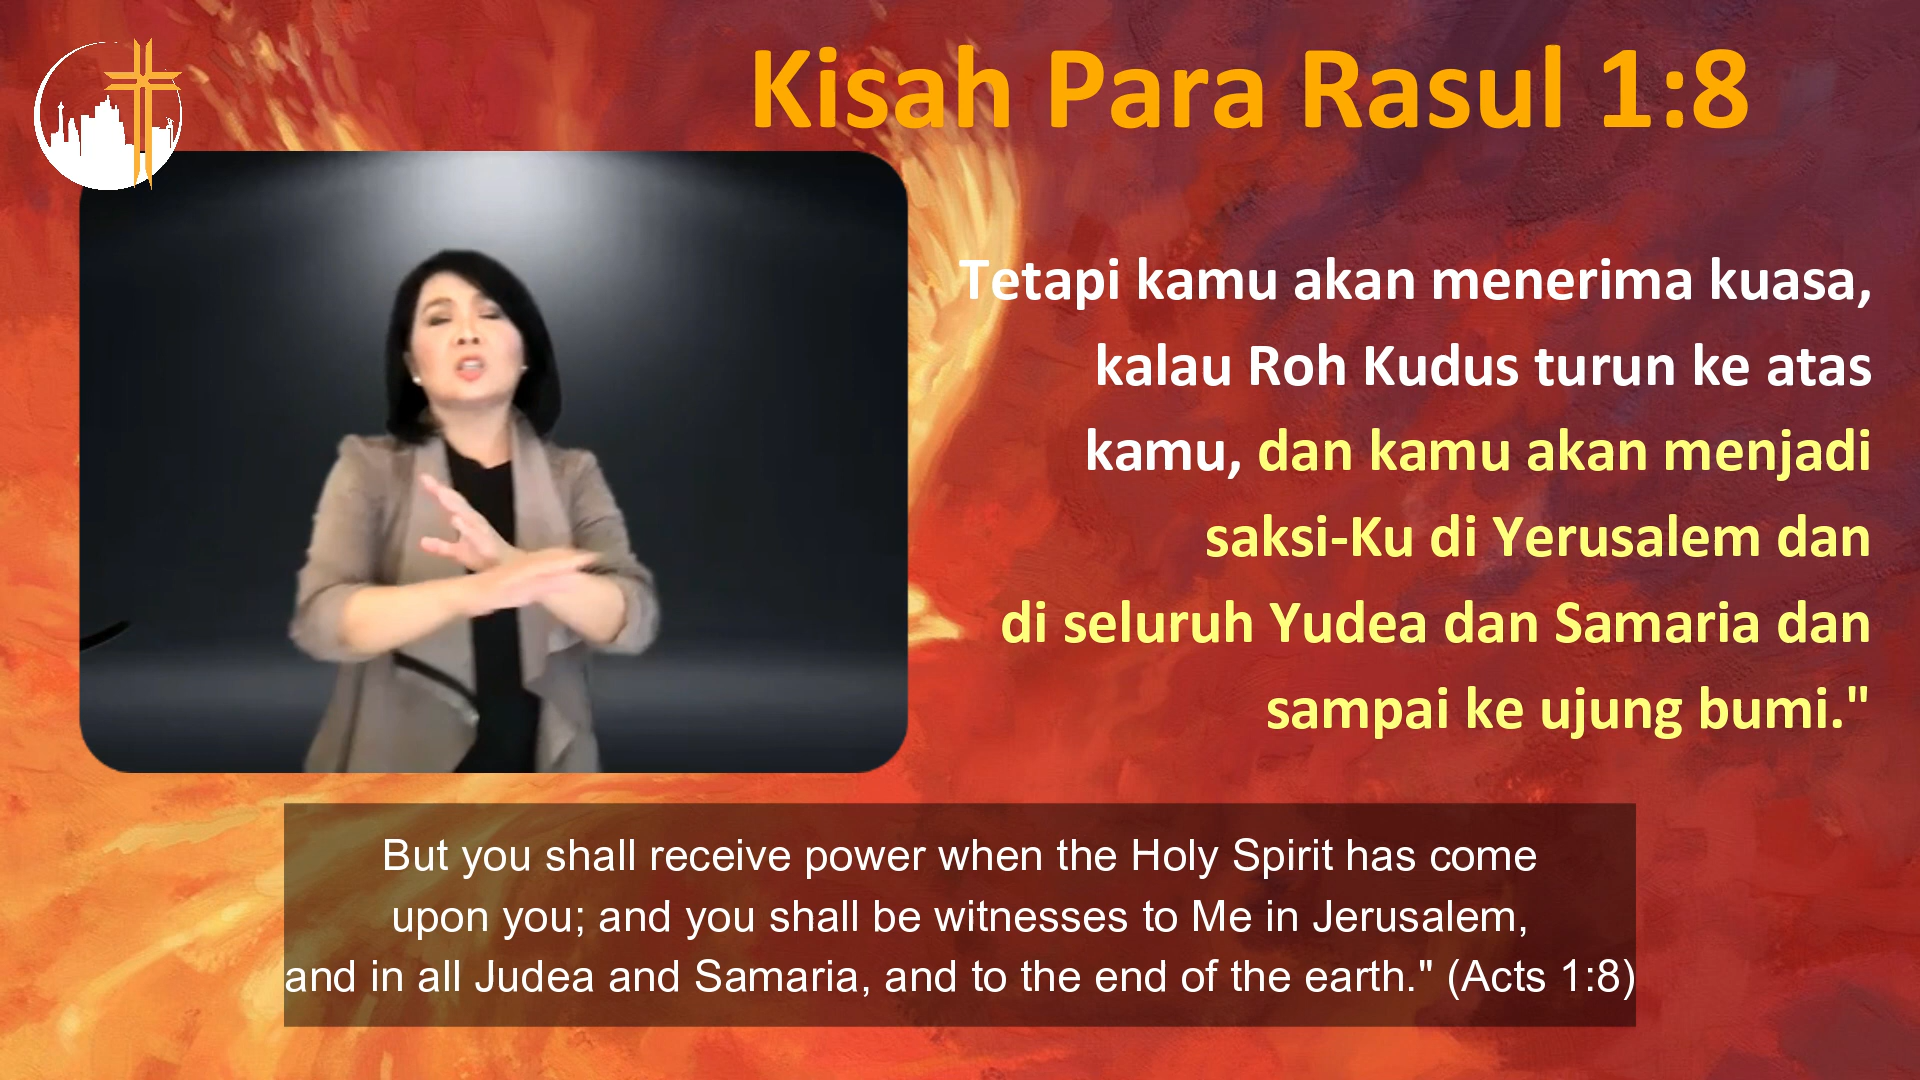 Kisah Para Rasul 1:8
Tetapi kamu akan menerima kuasa,
kalau Roh Kudus turun ke atas
kamu, dan kamu akan menjadi
saksi-Ku di Yerusalem dan
di seluruh Yudea dan Samaria dan
sampai ke ujung bumi."
But you shall receive power when the Holy Spirit has come
upon you; and you shall be witnesses to Me in Jerusalem,
and in all Judea and Samaria, and to the end of the earth." (Acts 1:8)